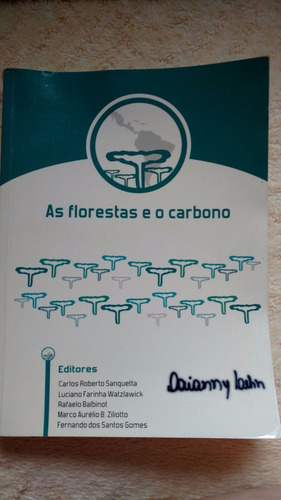 As florestas e o carbono
Editores
Carlos Roberto Sanquetta
Luciano Farinha Watzlawick
Rafaelo Balbinot
Marco Aurélio B. Ziliotto
Fernando dos Santos Gomes
Daianny